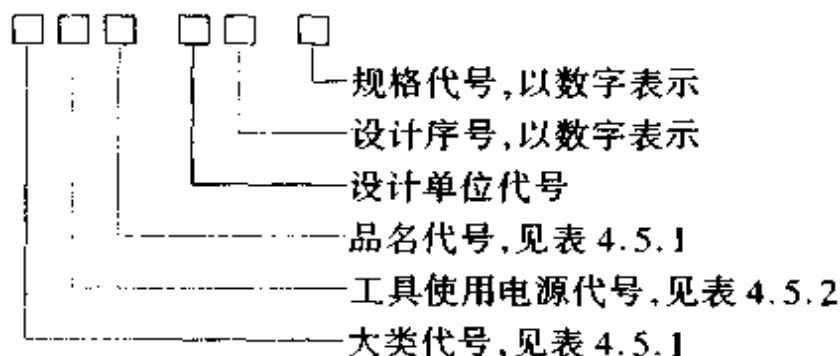 规格代号,以数字表示
设计序号,以数字表示
设计单位代号
品名代号,见表 4.5.1
工具使用电源代号,见表 4.5.2
大类代号,见表 4.5.1